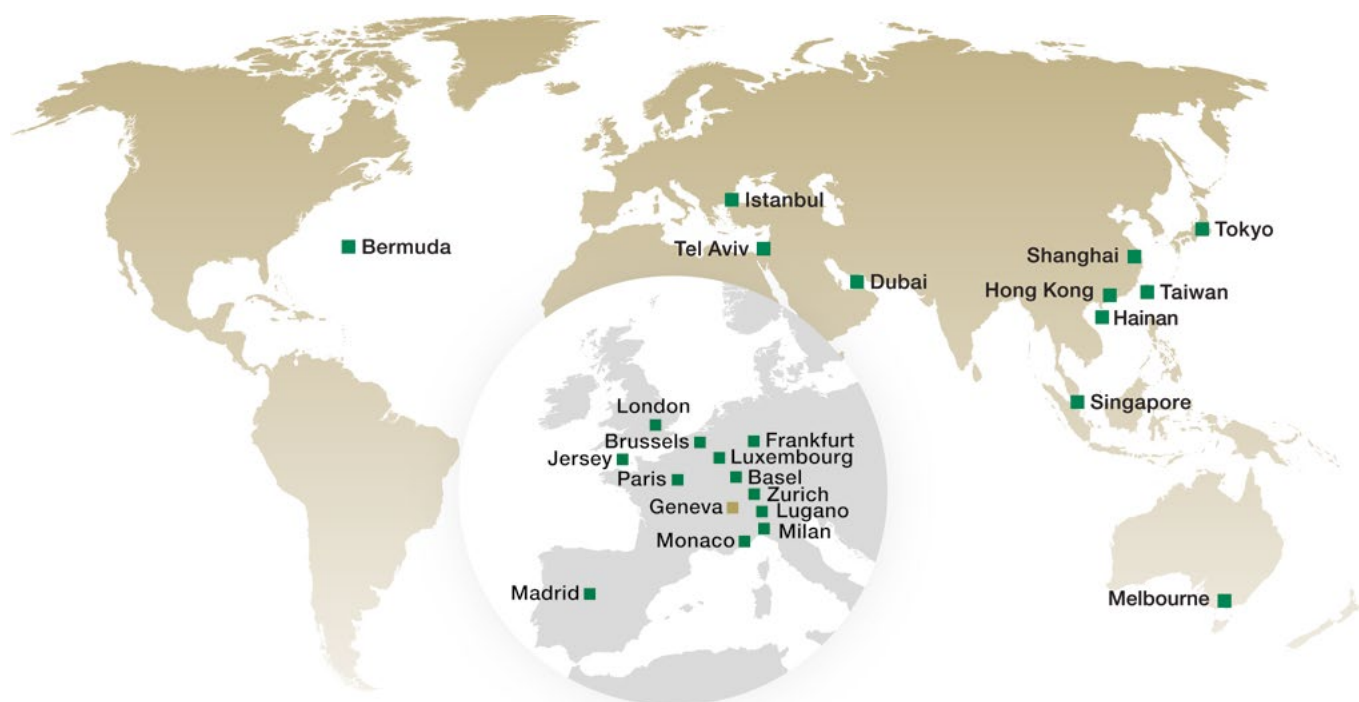 Istanbul
Tokyo
Bermuda
Tel Aviv
Shanghai
Dubai
Hong Kong
Taiwan
Hainan
Singapore
London
Brussels
Frankfurt
Jersey
Luxembourg
Paris
Basel
Zurich
Geneva
Lugano
Milan
Monaco
Madrid
Melbourne